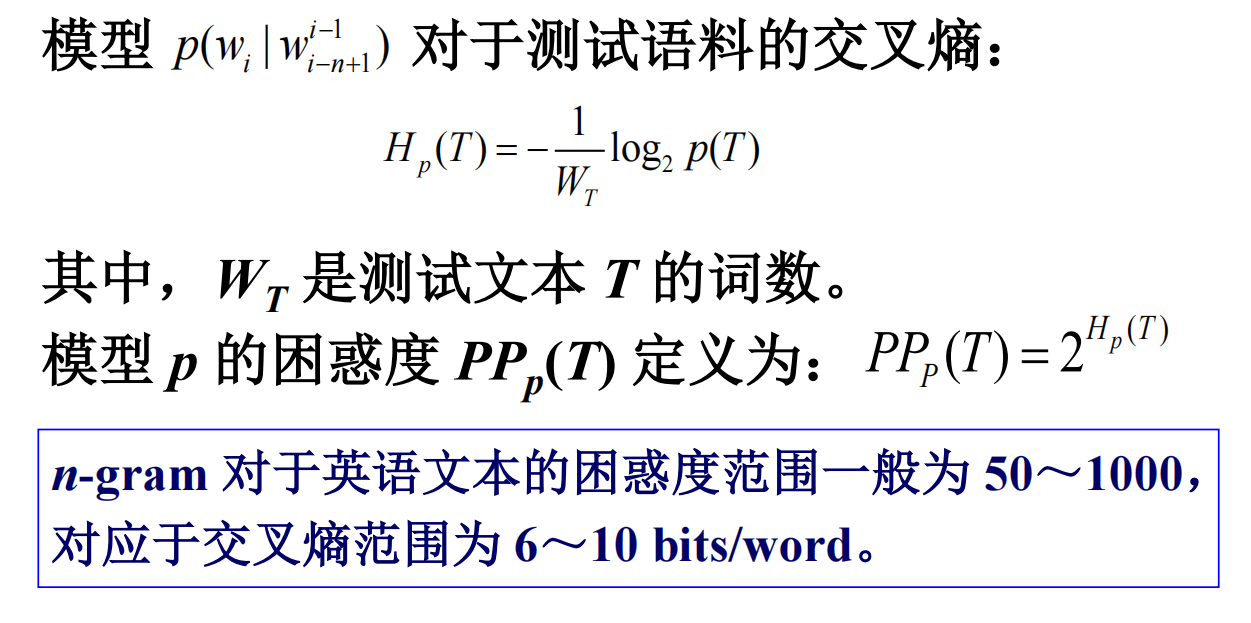 模型 p(w_i | w_{i-n+1}^{i-1}) 对于测试语料的交叉熵：
H_p(T) = -\frac{1}{W_T} \log_2 p(T)
其中，W_T 是测试文本 T 的词数。
模型 p 的困惑度 PP_p(T) 定义为：PP_P(T) = 2^{H_p(T)}
n-gram 对于英语文本的困惑度范围一般为 50～1000，
对应于交叉熵范围为 6～10 bits/word。